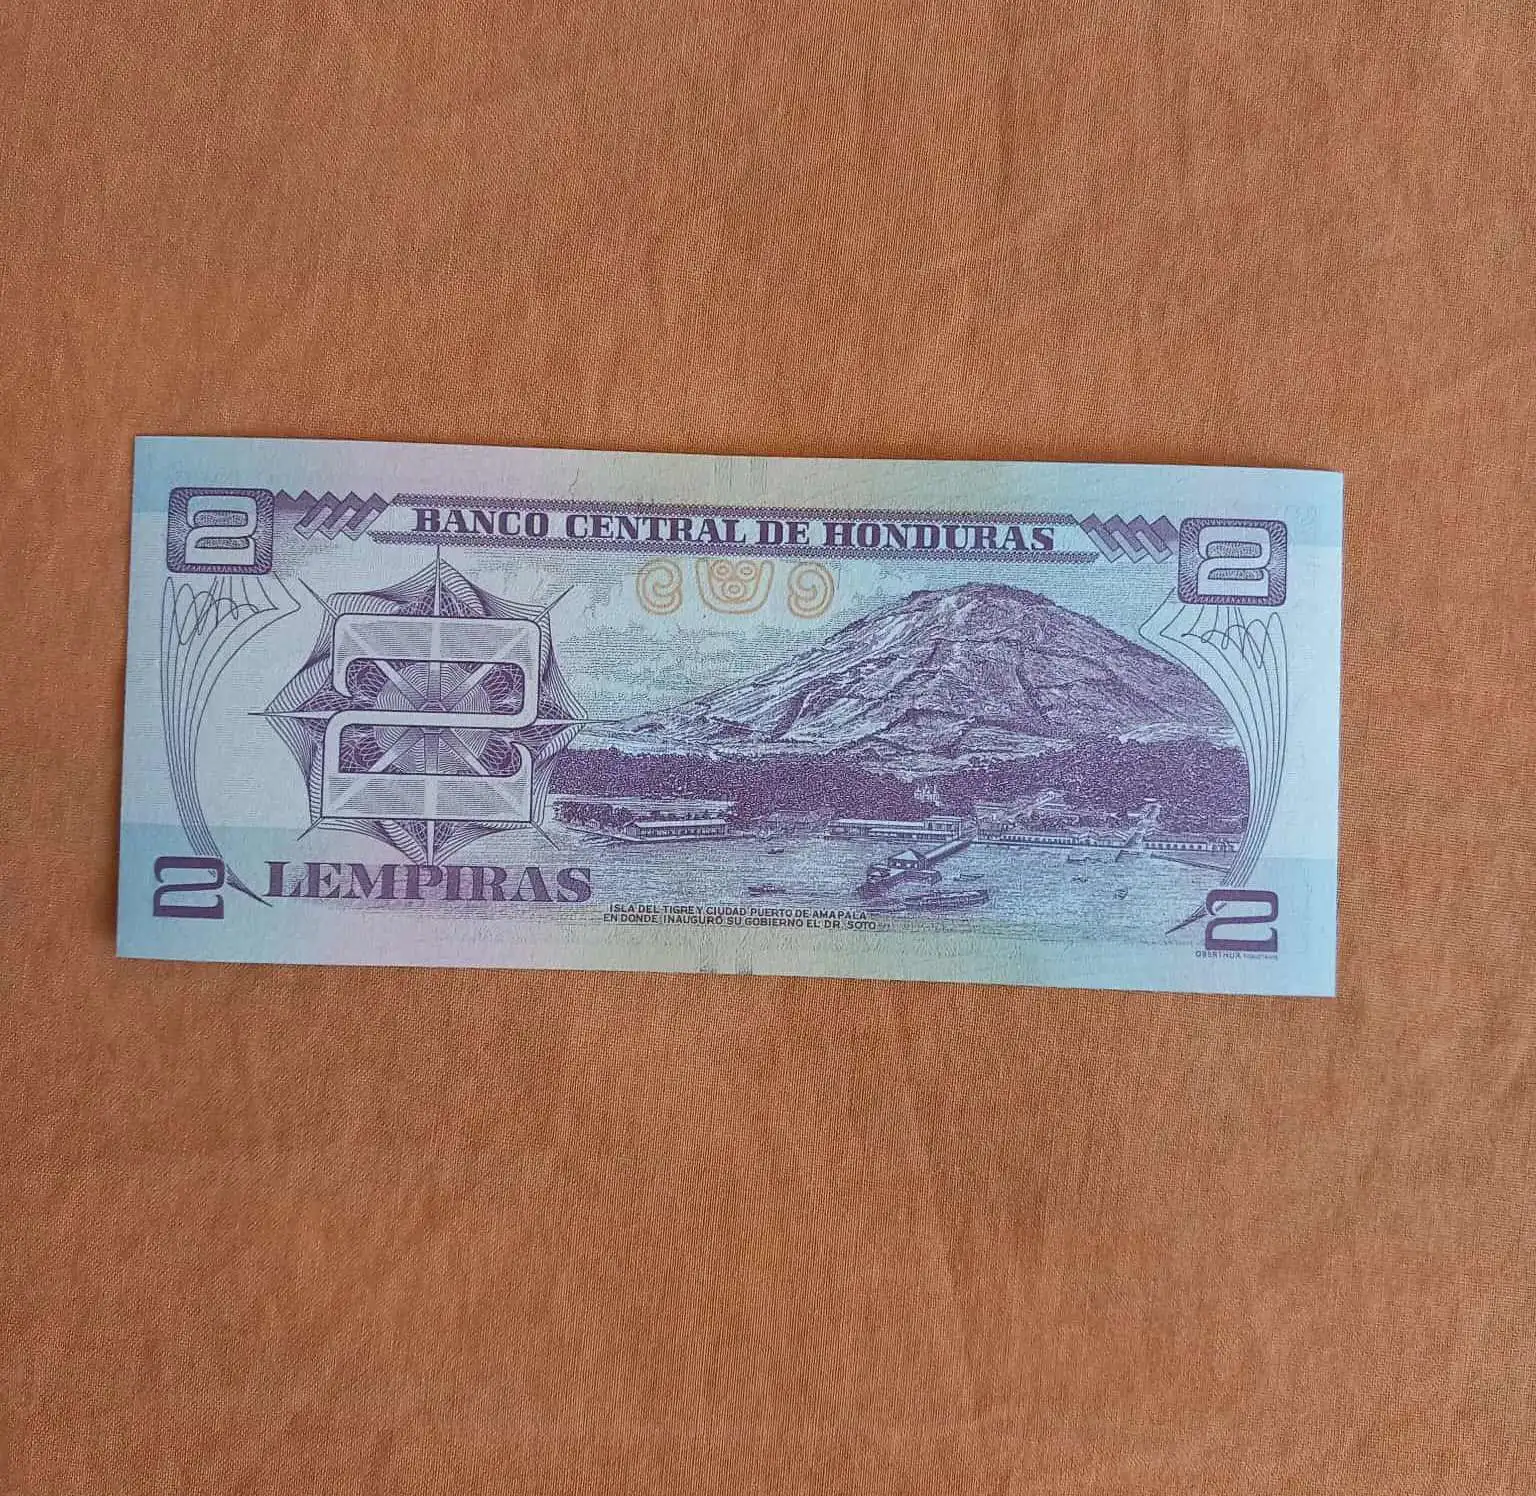 2 BANCO CENTRAL DE HONDURAS 2
2
2 LEMPIRAS
ISLA DEL TIGRE Y CIUDAD PUERTO DE AMAPALA
EN DONDE INAUGURO SU GOBIERNO EL DR. SOTO
2
OBERTHUR